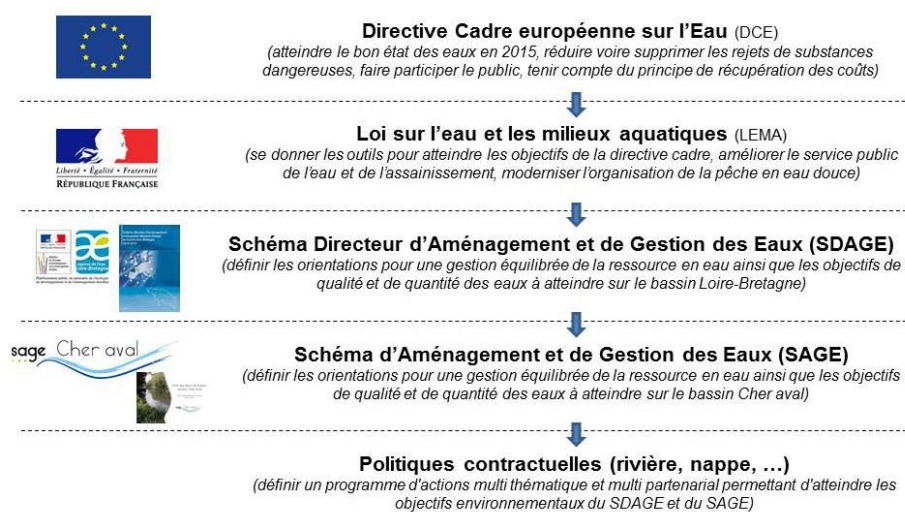 Directive Cadre européenne sur l'Eau (DCE)
(atteindre le bon état des eaux en 2015, réduire voire supprimer les rejets de substances
dangereuses, faire participer le public, tenir compte du principe de récupération des coûts)
Loi sur l'eau et les milieux aquatiques (LEMA)
(se donner les outils pour atteindre les objectifs de la directive cadre, améliorer le service public
de l'eau et de l'assainissement, moderniser l'organisation de la pêche en eau douce)
Liberté • Égalité • Fraternité
RÉPUBLIQUE FRANÇAISE
Schéma Directeur d'Aménagement et de Gestion des Eaux (SDAGE)
(définir les orientations pour une gestion équilibrée de la ressource en eau ainsi que les objectifs de
qualité et de quantité des eaux à atteindre sur le bassin Loire-Bretagne)
agence de l'eau
Loire-Bretagne
sage Cher aval
Schéma d'Aménagement et de Gestion des Eaux (SAGE)
(définir les orientations pour une gestion équilibrée de la ressource en eau ainsi que les objectifs
de qualité et de quantité des eaux à atteindre sur le bassin Cher aval)
Politiques contractuelles (rivière, nappe, …)
(définir un programme d'actions multi thématique et multi partenarial permettant d'atteindre les
objectifs environnementaux du SDAGE et du SAGE)